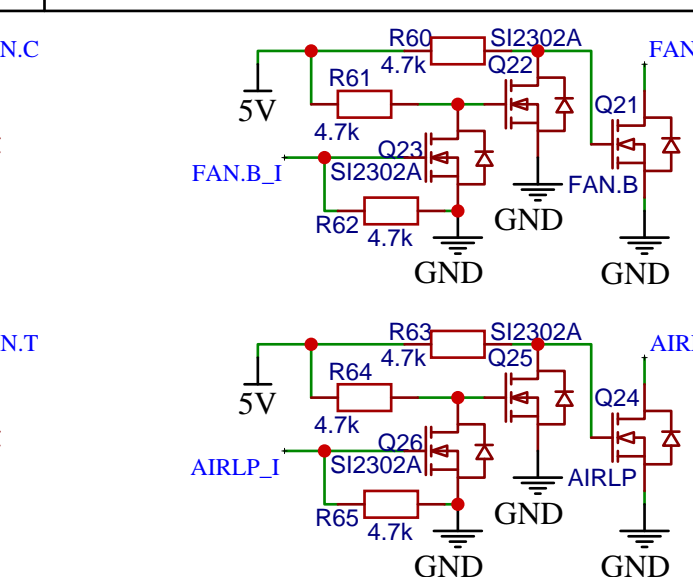 N.C
R60
SI2302A
FAN
4.7k
Q22
R61
5V
Q21
4.7k
Q23
FAN.B_I
SI2302A
FAN.B
R62
4.7k
GND
GND
GND
N.T
R63
SI2302A
AIRL
4.7k
Q25
R64
5V
Q24
4.7k
Q26
AIRLP_I
SI2302A
AIRLP
R65
4.7k
GND
GND
GND